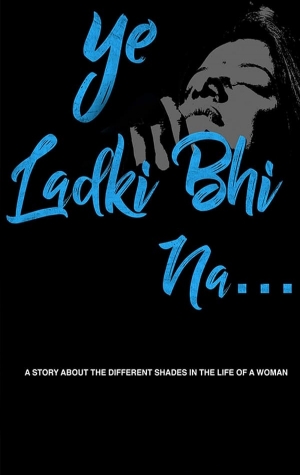 Ye
Ladki Bhi
Na...
A STORY ABOUT THE DIFFERENT SHADES IN THE LIFE OF A WOMAN